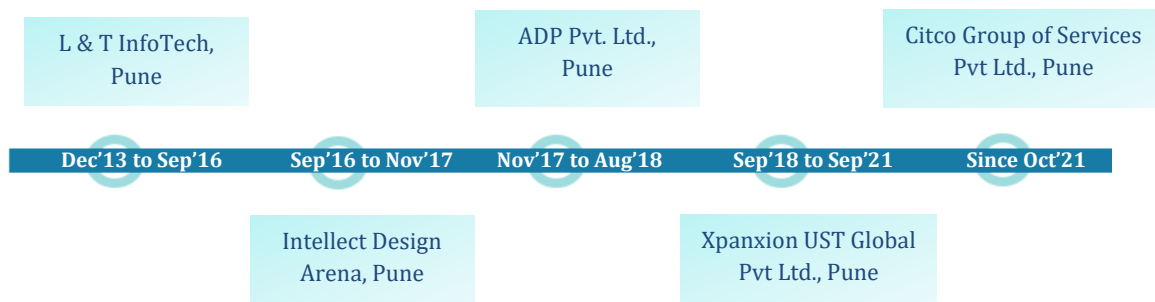 L & T InfoTech,
Pune
ADP Pvt. Ltd.,
Pune
Citco Group of Services
Pvt Ltd., Pune
Dec’13 to Sep’16
Sep’16 to Nov’17
Nov’17 to Aug’18
Sep’18 to Sep’21
Since Oct’21
Intellect Design
Arena, Pune
Xpanxion UST Global
Pvt Ltd., Pune